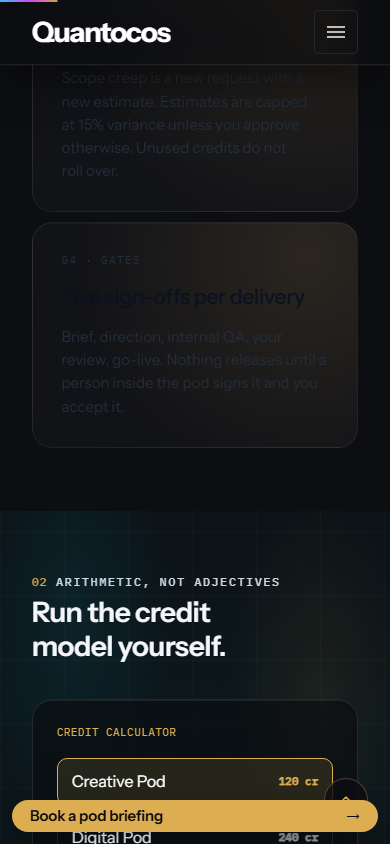 Quantocos
Scope creep is a new request with a
new estimate. Estimates are capped
at 15% variance unless you approve
otherwise. Unused credits do not
roll over.
04 · GATES
Five sign-offs per delivery
Brief, direction, internal QA, your
review, go-live. Nothing releases until a
person inside the pod signs it and you
accept it.
02 ARITHMETIC, NOT ADJECTIVES
Run the credit
model yourself.
CREDIT CALCULATOR
Creative Pod 120 cr
Book a pod briefing →
Digital Pod 240 cr